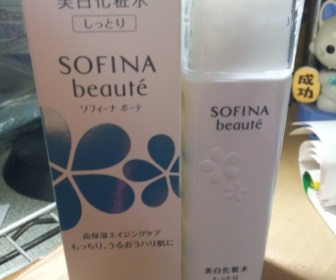 美白化粧水
しっとり
SOFINA
beauté
ソフィーナ ボーテ
高保湿エイジングケア
もっちり、うるおうハリ肌に
SOFINA
beauté
美白化粧水
しっとり
成功